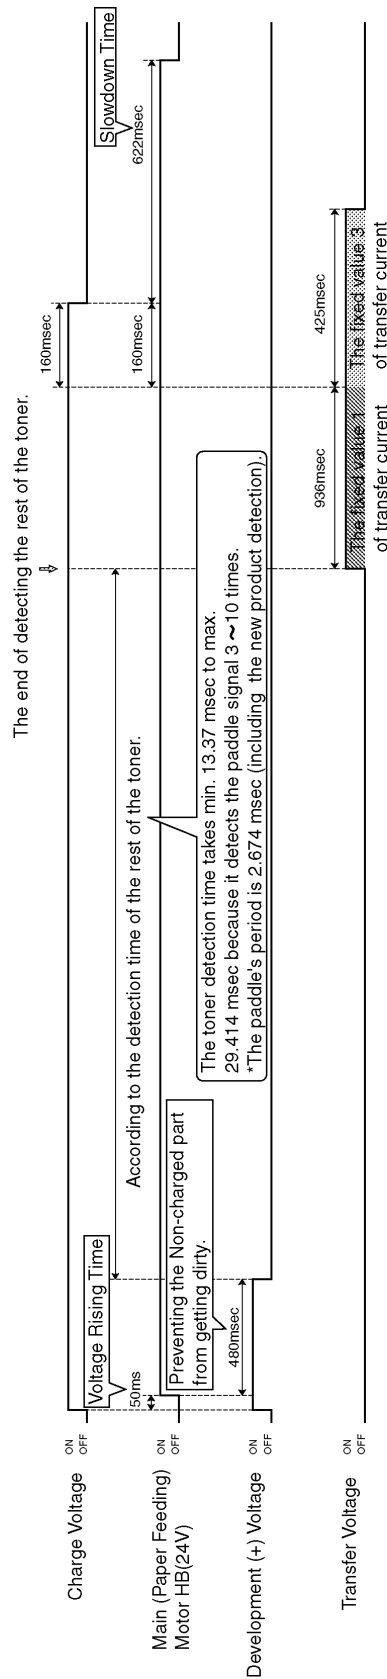 The end of detecting the rest of the toner.
Charge Voltage
ON
OFF
Voltage Rising Time
160msec
Slowdown Time
According to the detection time of the rest of the toner.
Main (Paper Feeding)
Motor HB(24V)
ON
OFF
50ms
160msec
622msec
Preventing the Non-charged part
from getting dirty.
The toner detection time takes min. 13.37 msec to max.
29.414 msec because it detects the paddle signal 3～10 times.
*The paddle's period is 2.674 msec (including the new product detection).
Development (+) Voltage
ON
OFF
480msec
Transfer Voltage
ON
OFF
936msec
425msec
The fixed value 1
of transfer current
The fixed value 3
of transfer current